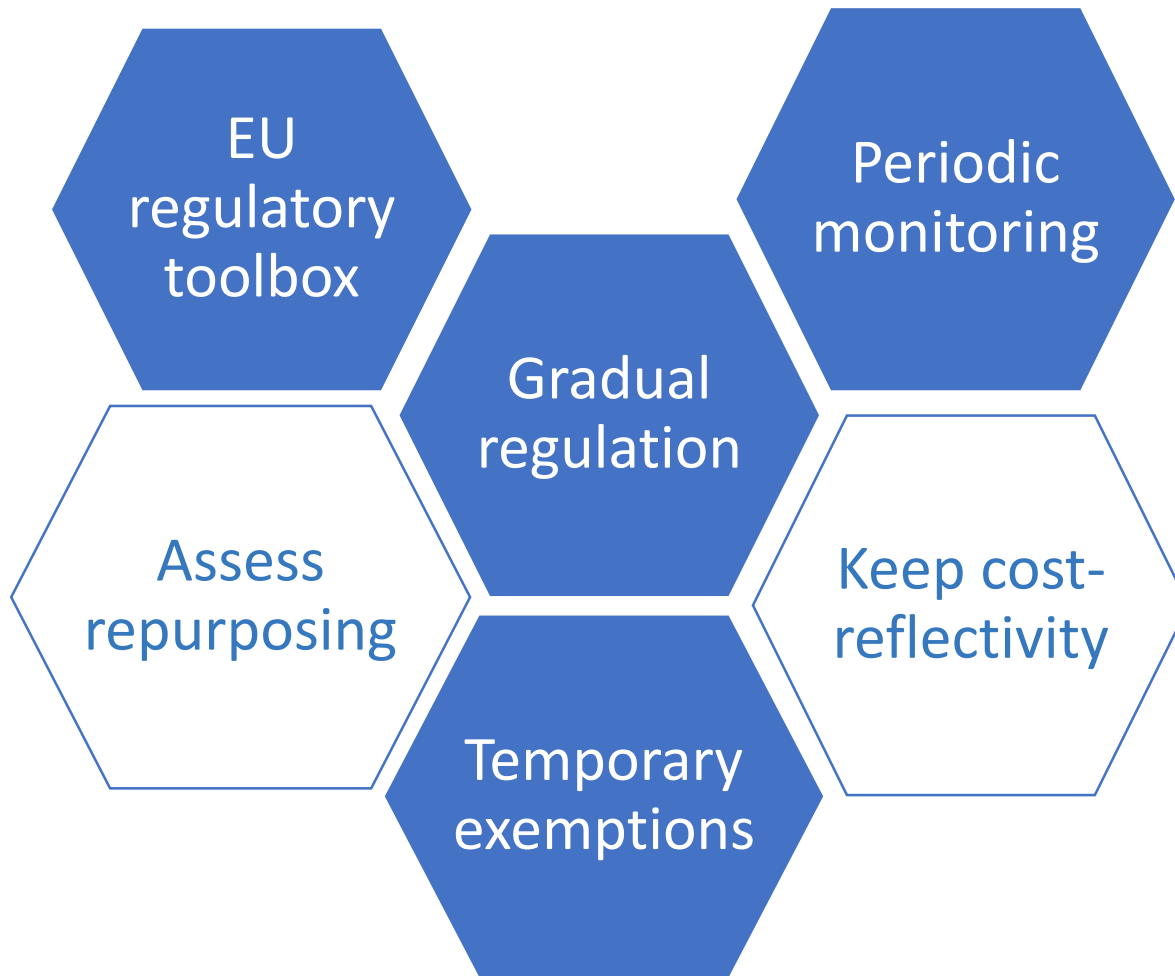 EU
regulatory
toolbox
Periodic
monitoring
Gradual
regulation
Assess
repurposing
Keep cost-
reflectivity
Temporary
exemptions